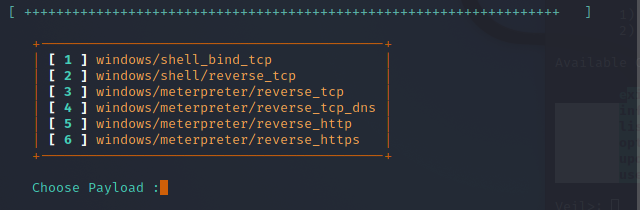 [ +++++++++++++++++++++++++++++++++++++++++++++++++++++++++++++++++++ ]
[ 1 ] windows/shell_bind_tcp
[ 2 ] windows/shell/reverse_tcp
[ 3 ] windows/meterpreter/reverse_tcp
[ 4 ] windows/meterpreter/reverse_tcp_dns
[ 5 ] windows/meterpreter/reverse_http
[ 6 ] windows/meterpreter/reverse_https
Choose Payload :
Available